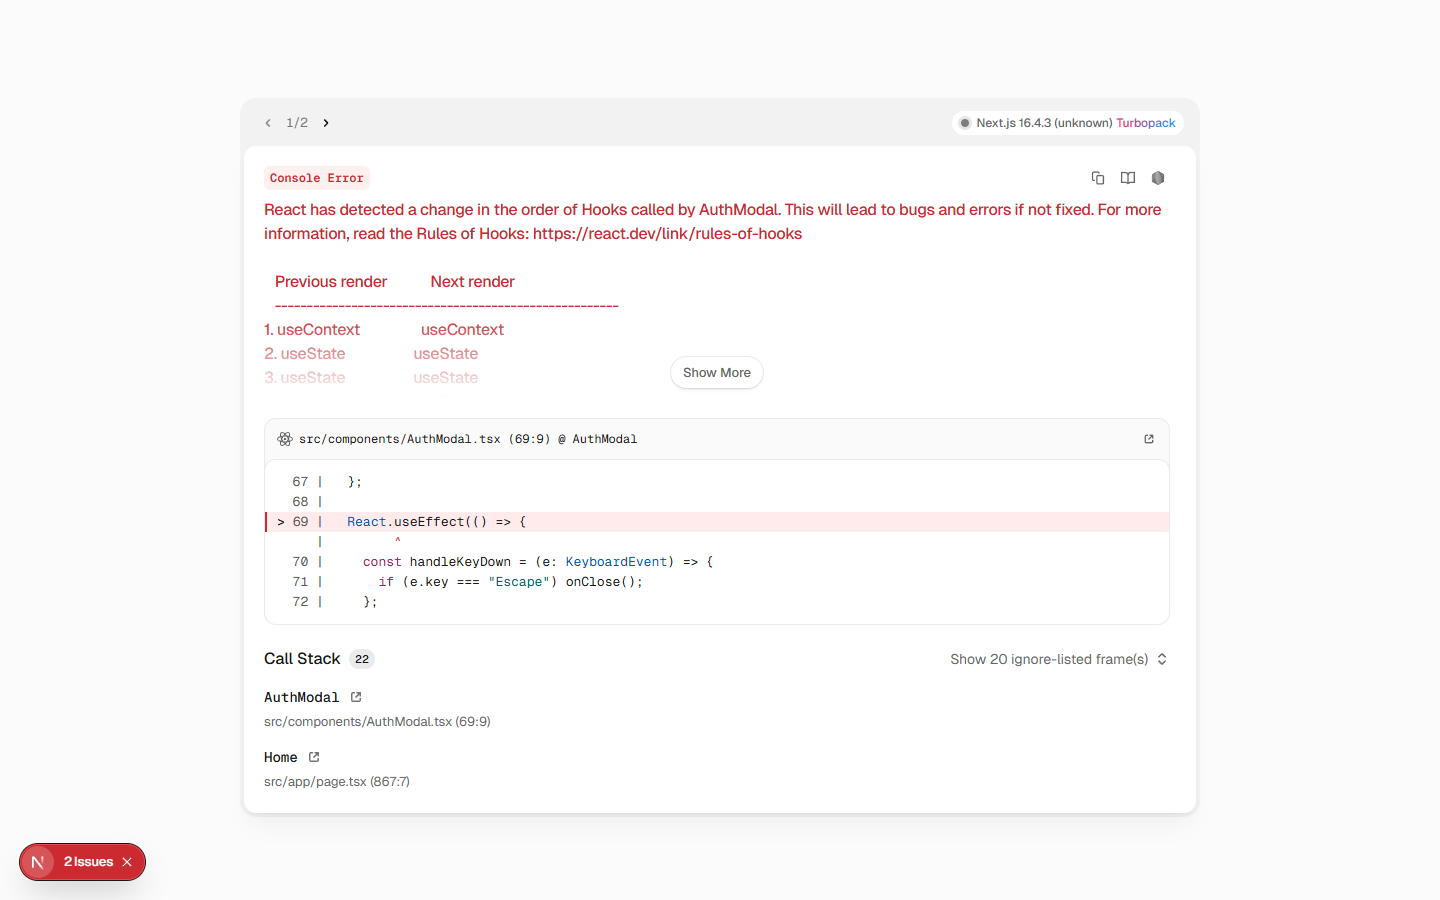 1/2
Next.js 16.4.3 (unknown) Turbopack
Console Error
React has detected a change in the order of Hooks called by AuthModal. This will lead to bugs and errors if not fixed. For more
information, read the Rules of Hooks: https://react.dev/link/rules-of-hooks
Previous render Next render
------------------------------------------------------
1. useContext useContext
2. useState useState
3. useState useState
Show More
src/components/AuthModal.tsx (69:9) @ AuthModal
67 | };
68 |
> 69 | React.useEffect(() => {
| ^
70 | const handleKeyDown = (e: KeyboardEvent) => {
71 | if (e.key === "Escape") onClose();
72 | };
Call Stack 22
Show 20 ignore-listed frame(s)
AuthModal
src/components/AuthModal.tsx (69:9)
Home
src/app/page.tsx (867:7)
N 2 Issues